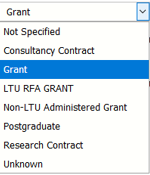 Grant
Not Specified
Consultancy Contract
Grant
LTU RFA GRANT
Non-LTU Administered Grant
Postgraduate
Research Contract
Unknown